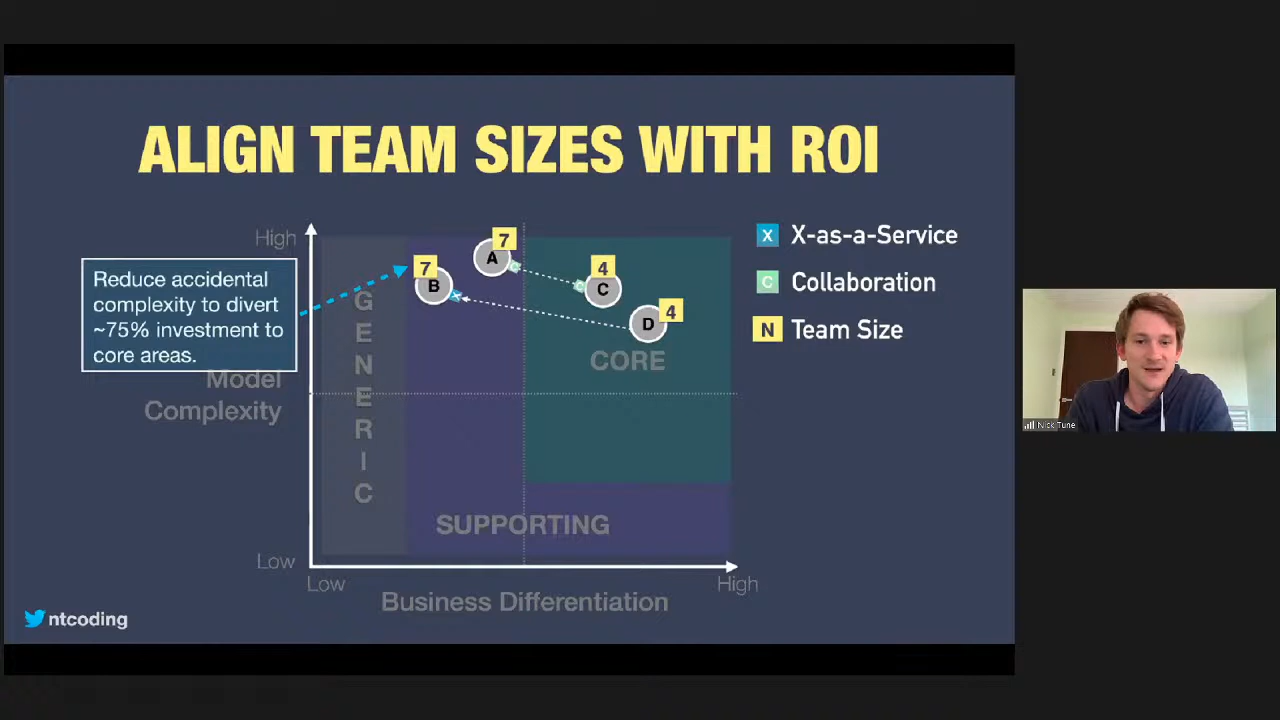 ALIGN TEAM SIZES WITH ROI
High
Reduce accidental
complexity to divert
~75% investment to
core areas.
Model
Complexity
Low
GENERIC
7
B
X
7
A
C
C
4
C
D
4
CORE
SUPPORTING
Low
High
Business Differentiation
X X-as-a-Service
C Collaboration
N Team Size
ntcoding
Nick Tune